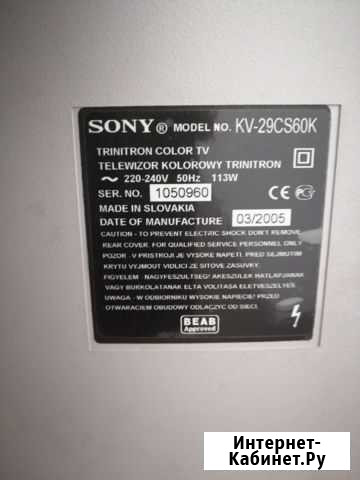 SONY® MODEL NO. KV-29CS60K
TRINITRON COLOR TV
TELEWIZOR KOLOROWY TRINITRON
~ 220-240V 50Hz 113W
SER. NO. 1050960 CE
MADE IN SLOVAKIA
DATE OF MANUFACTURE 03/2005
CAUTION - TO PREVENT ELECTRIC SHOCK DON'T REMOVE
REAR COVER. FOR QUALIFIED SERVICE PERSONNEL ONLY
POZOR - V PRISTROJI JE VYSOKE NAPETI. PRED SEJMUTIM
KRYTU VYJMOUT VIDLICI ZE SITOVE ZASUVKY.
FIGYELEM - NAGYFESZULTSEG! AFKESZULEK HATLAPJANAK
VAGY BURKOLATANAK ELTA VOLITASA ELETVESZELYES
UWAGA - W ODBIORNIKU WYSOKIE NAPIECIE! PRZED
OTWARCIEM OBUDOWY ODLACZYC OD SIECI.
BEAB
Approved
Интернет-
Кабинет.Ру